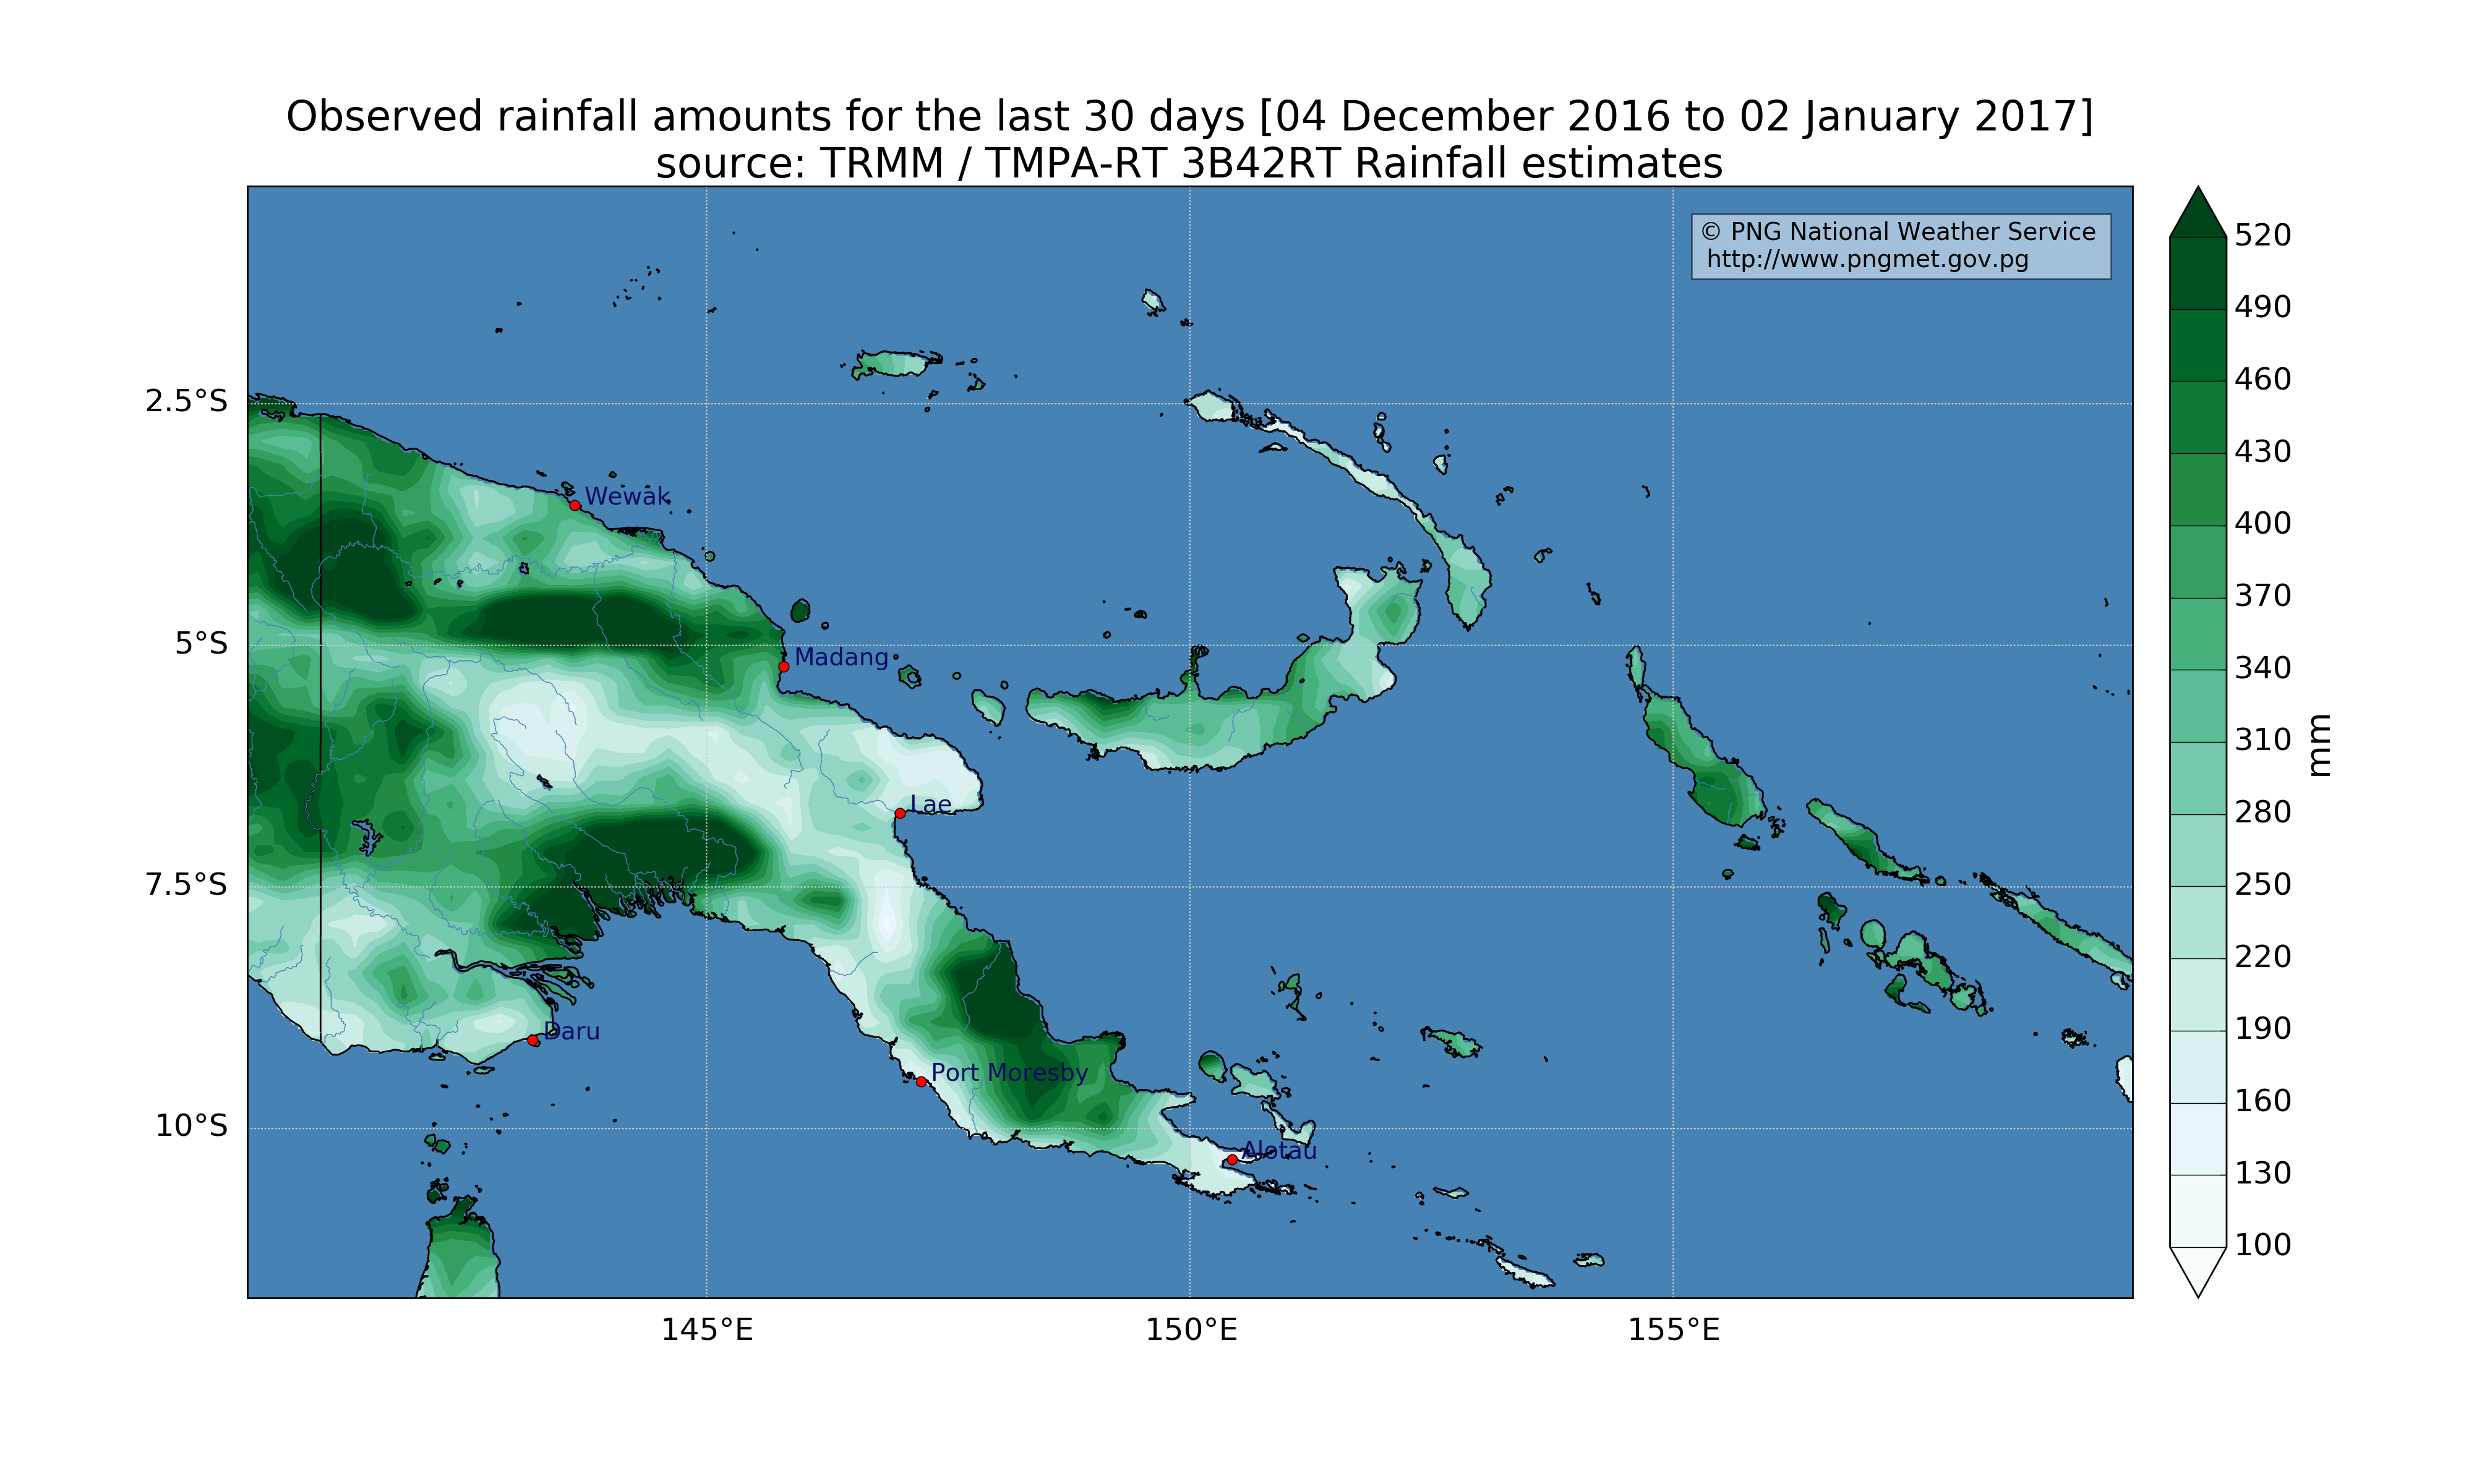 Observed rainfall amounts for the last 30 days [04 December 2016 to 02 January 2017]
source: TRMM / TMPA-RT 3B42RT Rainfall estimates
© PNG National Weather Service
http://www.pngmet.gov.pg
2.5°S
5°S
7.5°S
10°S
Wewak
Madang
Lae
Daru
Port Moresby
Alotau
145°E
150°E
155°E
520
490
460
430
400
370
340
310
280
250
220
190
160
130
100
mm